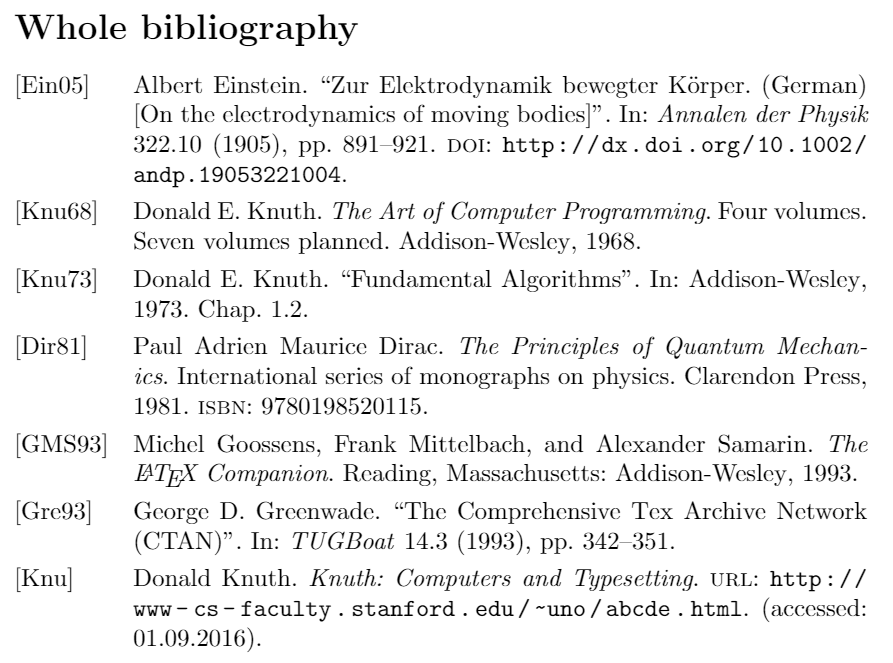 Whole bibliography
[Ein05] Albert Einstein. “Zur Elektrodynamik bewegter Körper. (German)
[On the electrodynamics of moving bodies]”. In: Annalen der Physik
322.10 (1905), pp. 891–921. DOI: http://dx.doi.org/10.1002/
andp.19053221004.
[Knu68] Donald E. Knuth. The Art of Computer Programming. Four volumes.
Seven volumes planned. Addison-Wesley, 1968.
[Knu73] Donald E. Knuth. “Fundamental Algorithms”. In: Addison-Wesley,
1973. Chap. 1.2.
[Dir81] Paul Adrien Maurice Dirac. The Principles of Quantum Mechan-
ics. International series of monographs on physics. Clarendon Press,
1981. ISBN: 9780198520115.
[GMS93] Michel Goossens, Frank Mittelbach, and Alexander Samarin. The
LATEX Companion. Reading, Massachusetts: Addison-Wesley, 1993.
[Gre93] George D. Greenwade. “The Comprehensive Tex Archive Network
(CTAN)”. In: TUGBoat 14.3 (1993), pp. 342–351.
[Knu] Donald Knuth. Knuth: Computers and Typesetting. URL: http://
www-cs-faculty.stanford.edu/~uno/abcde.html. (accessed:
01.09.2016).